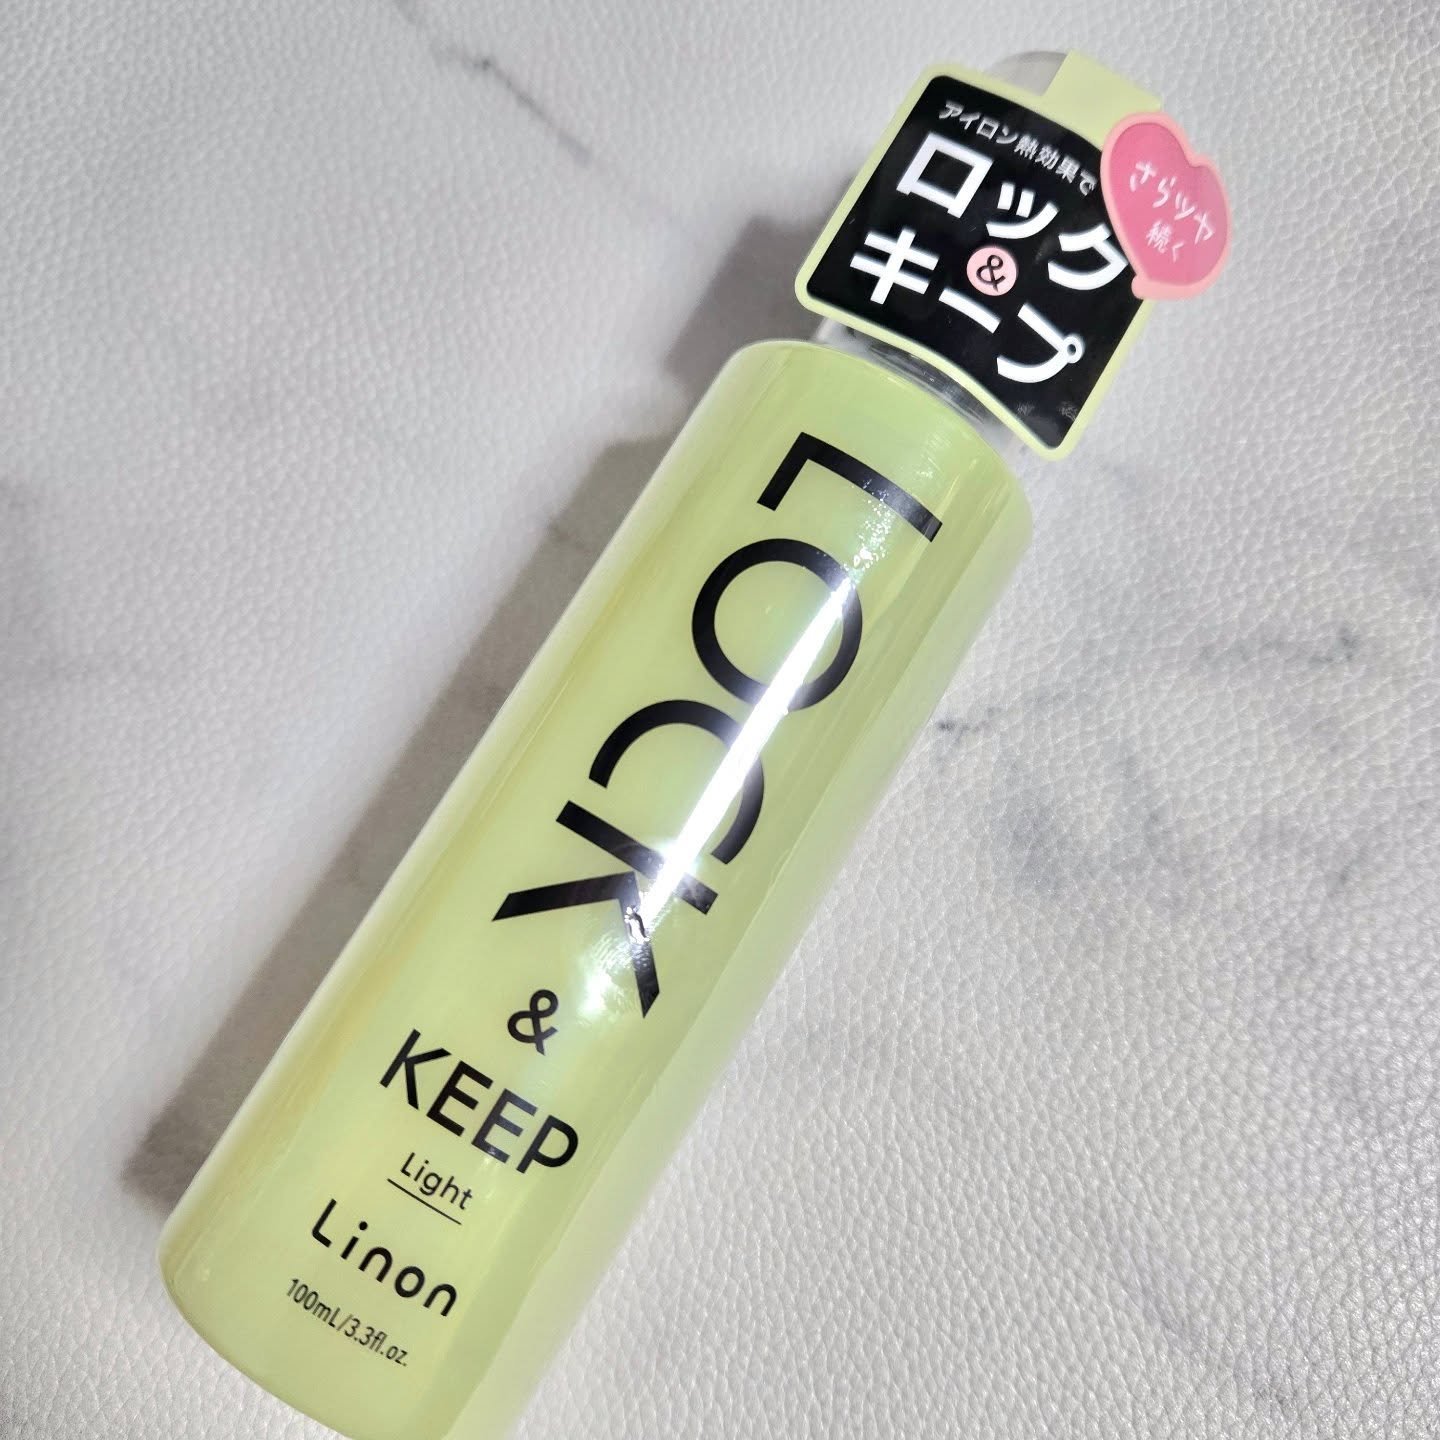 アイロン熱効果で
ロック
&
キープ
さらツヤ
続く
LOCK
&
KEEP
Light
Linon
100mL/3.3fl.oz.